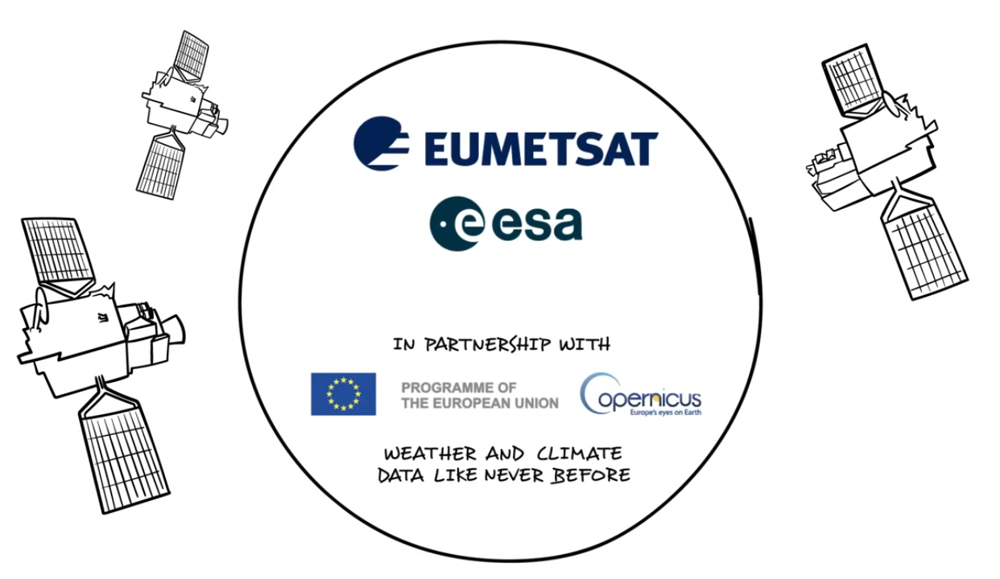 EUMETSAT
esa
IN PARTNERSHIP WITH
PROGRAMME OF
THE EUROPEAN UNION
Copernicus
Europe's eyes on Earth
WEATHER AND CLIMATE
DATA LIKE NEVER BEFORE